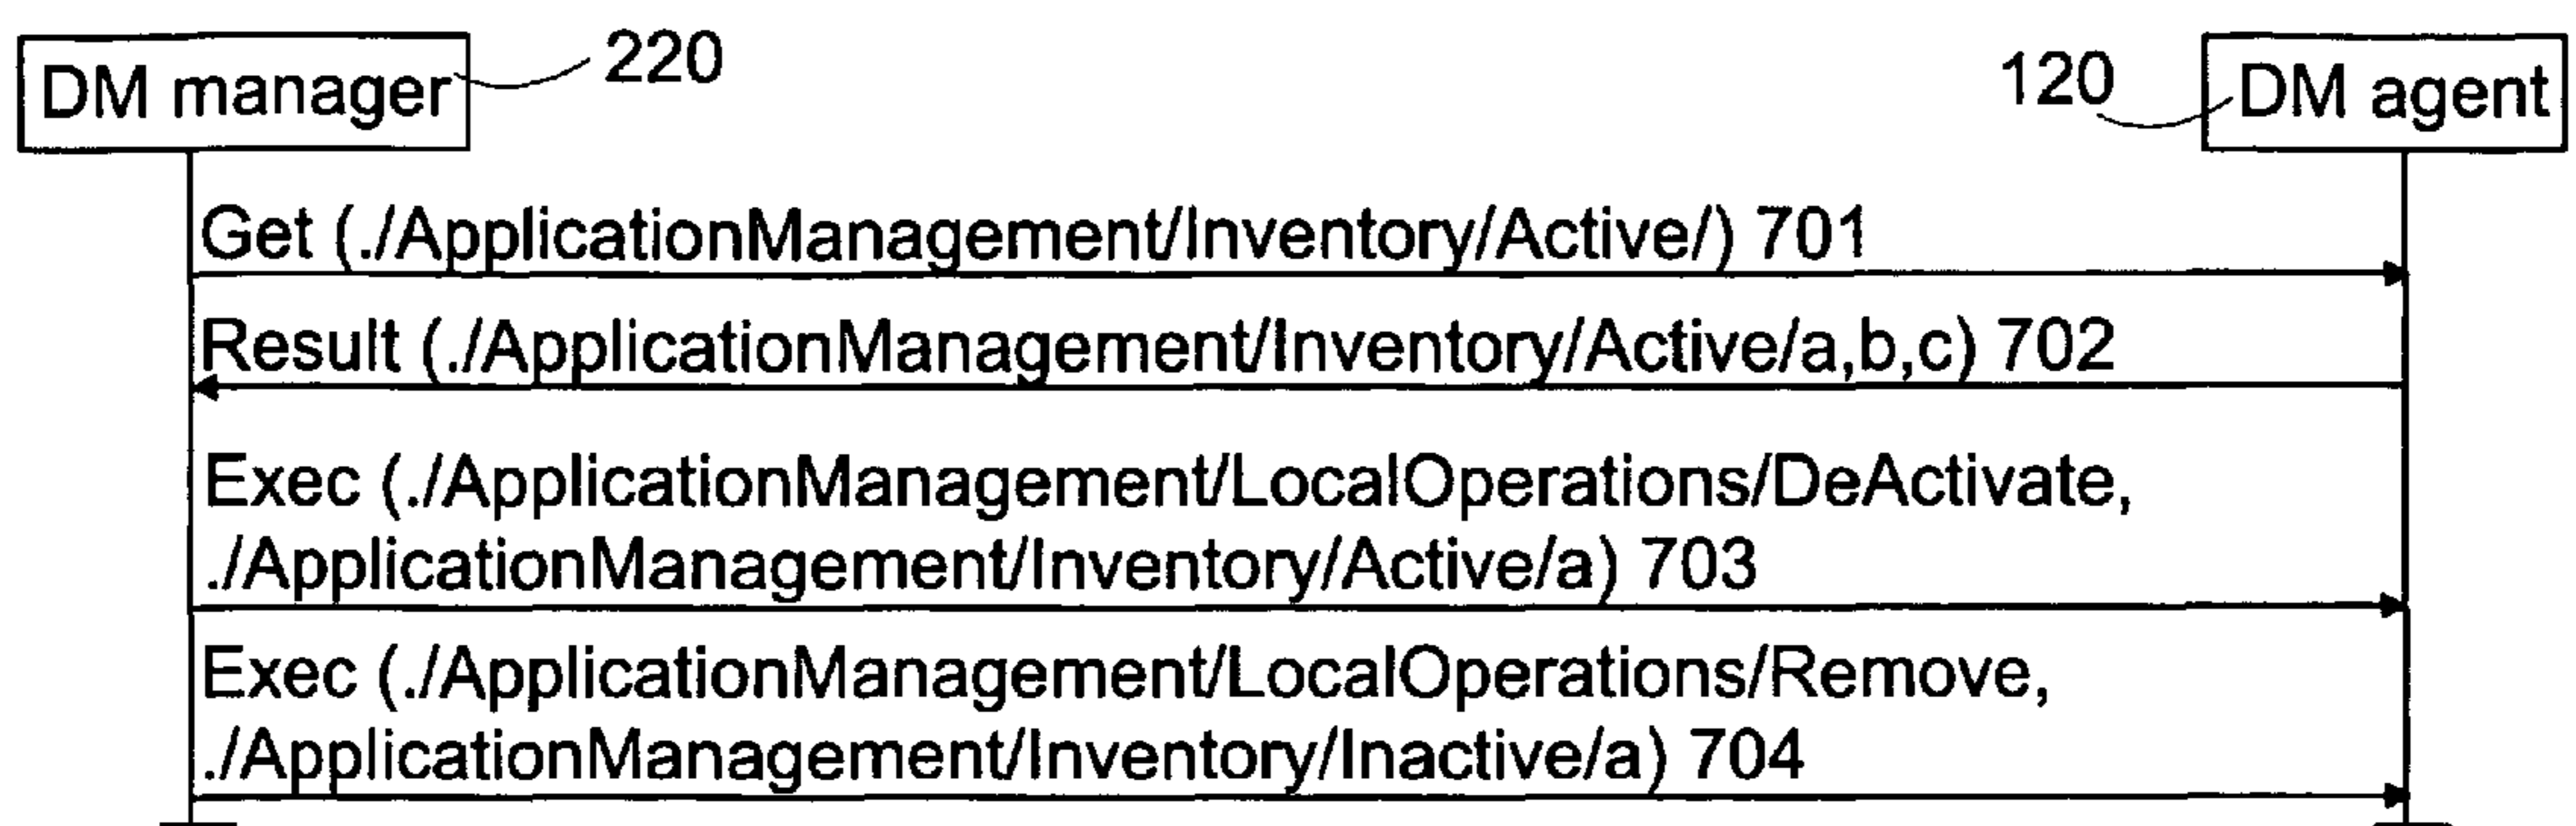 DM manager 220 120 DM agent
Get (./ApplicationManagement/Inventory/Active/) 701
Result (./ApplicationManagement/Inventory/Active/a,b,c) 702
Exec (./ApplicationManagement/LocalOperations/DeActivate,
./ApplicationManagement/Inventory/Active/a) 703
Exec (./ApplicationManagement/LocalOperations/Remove,
./ApplicationManagement/Inventory/Inactive/a) 704